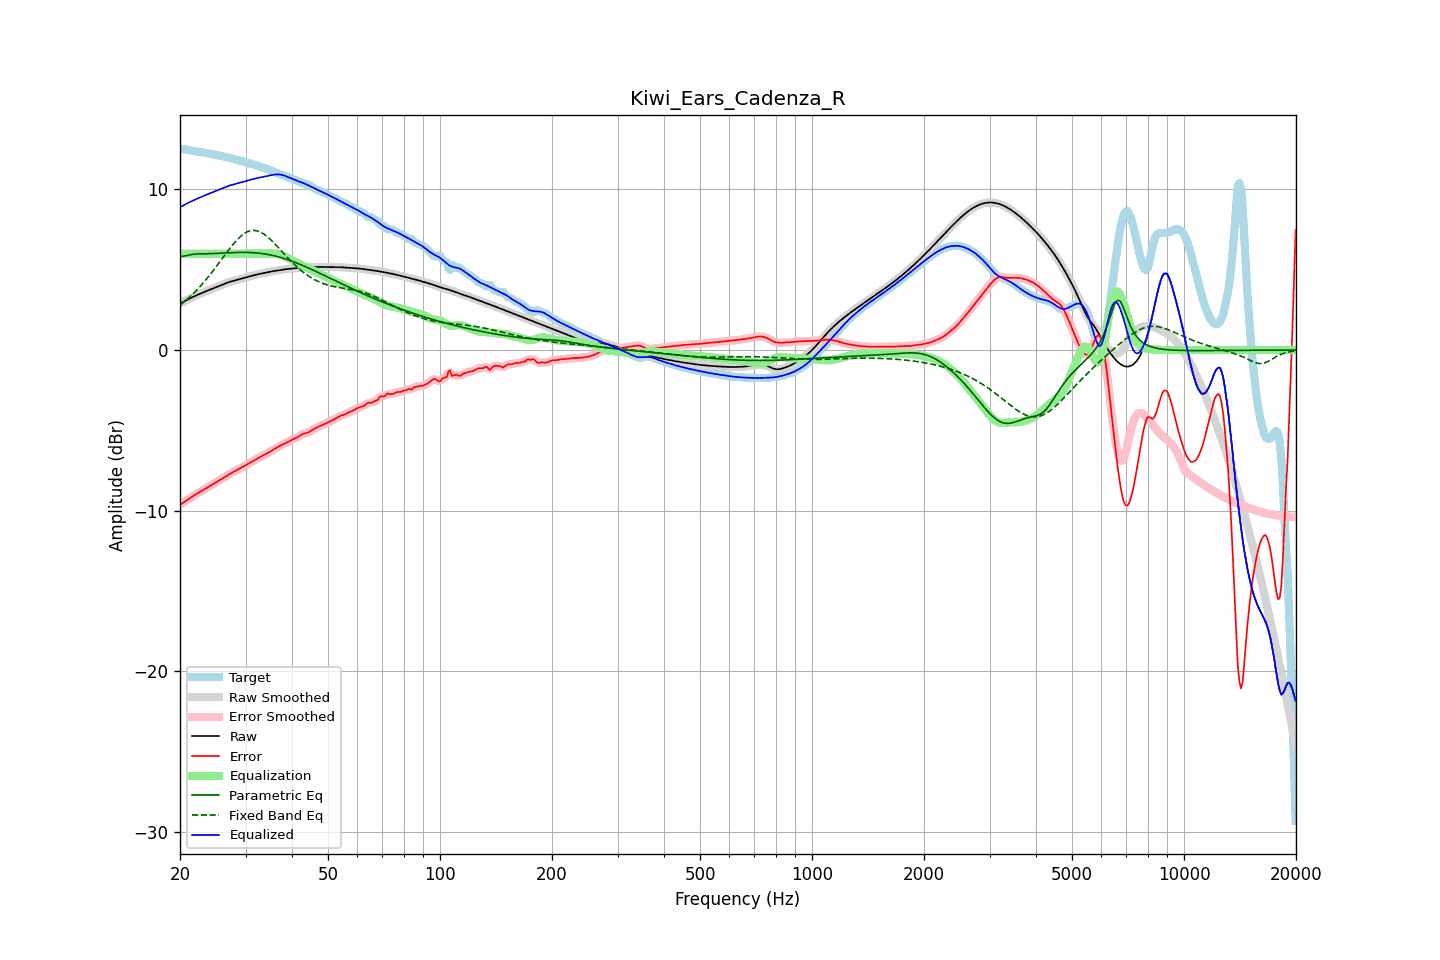 Kiwi_Ears_Cadenza_R
Amplitude (dBr)
10
0
−10
−20
−30
Target
Raw Smoothed
Error Smoothed
Raw
Error
Equalization
Parametric Eq
Fixed Band Eq
Equalized
20 50 100 200 500 1000 2000 5000 10000 20000
Frequency (Hz)